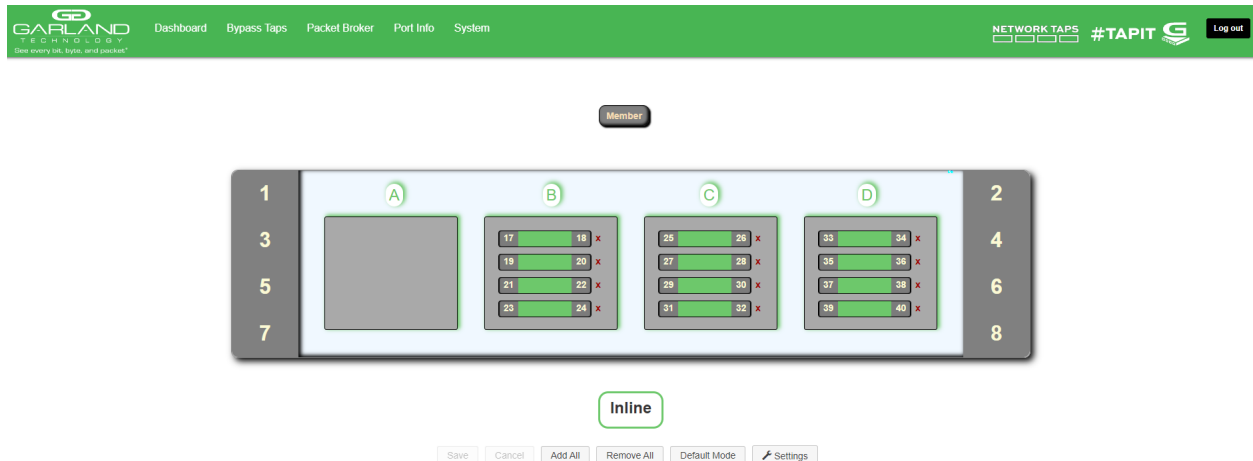 GARLAND
TECHNOLOGY
See every bit, byte, and packet®
Dashboard Bypass Taps Packet Broker Port Info System
NETWORK TAPS #TAPIT Log out
Member
1 A B C D 2
17 18 x 25 26 x 33 34 x
3 4
19 20 x 27 28 x 35 36 x
5 21 22 x 29 30 x 37 38 x 6
23 24 x 31 32 x 39 40 x
7 8
Inline
Save Cancel Add All Remove All Default Mode Settings